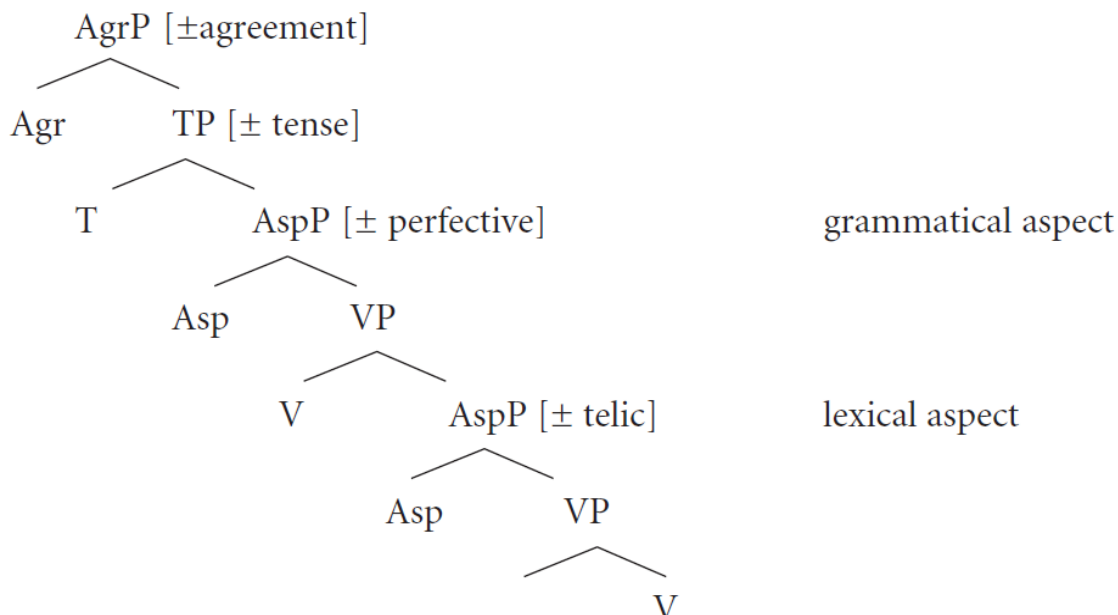 AgrP [±agreement]
Agr TP [± tense]
T AspP [± perfective] grammatical aspect
Asp VP
V AspP [± telic] lexical aspect
Asp VP
V